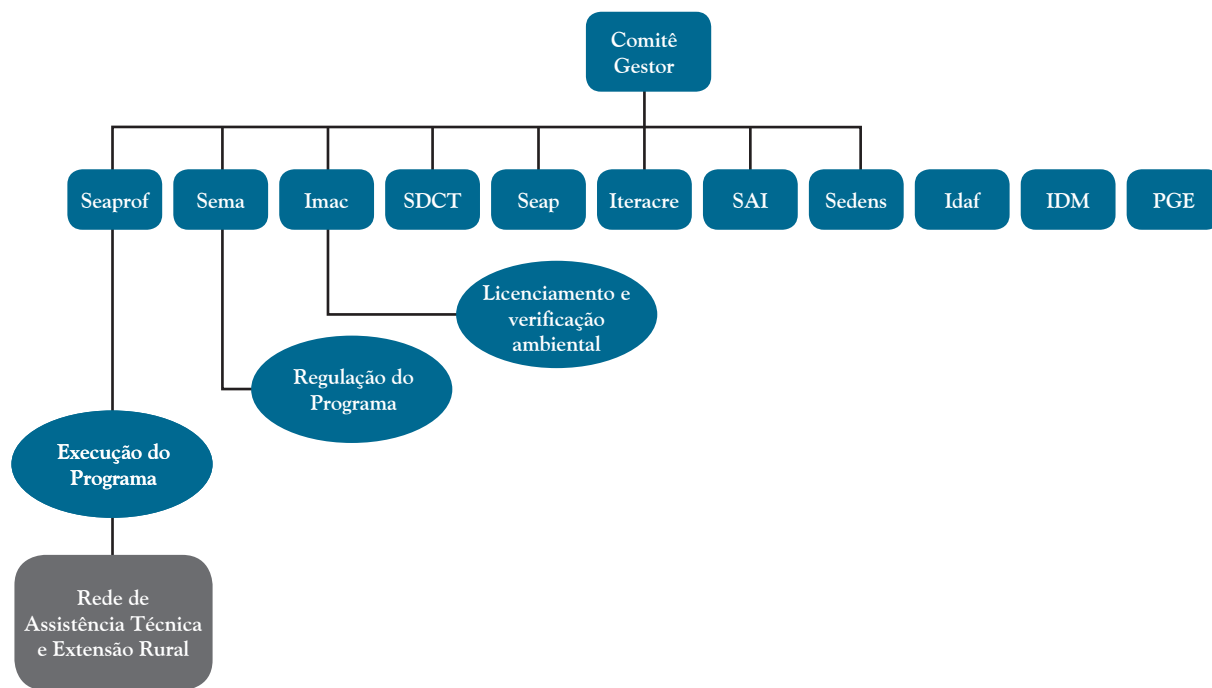 Comitê
Gestor
Seaprof
Sema
Imac
SDCT
Seap
Iteracre
SAI
Sedens
Idaf
IDM
PGE
Licenciamento e
verificação
ambiental
Regulação do
Programa
Execução do
Programa
Rede de
Assistência Técnica
e Extensão Rural